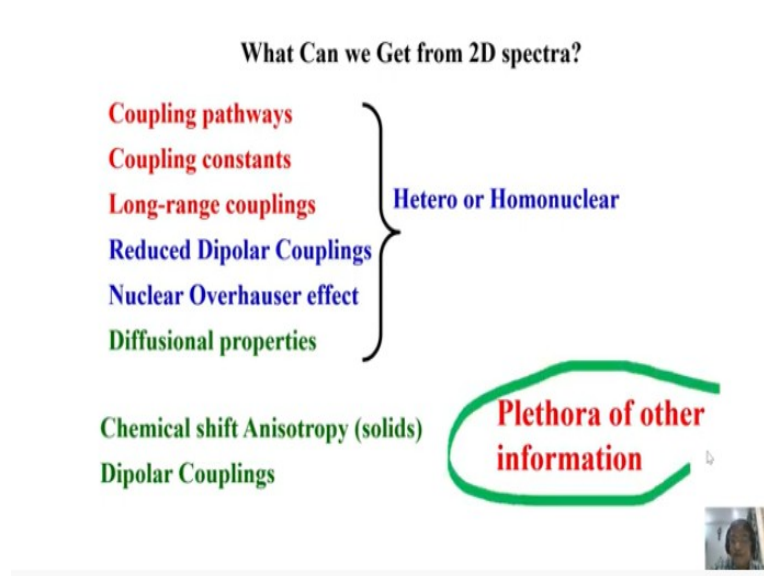 What Can we Get from 2D spectra?
Coupling pathways
Coupling constants
Long-range couplings
Hetero or Homonuclear
Reduced Dipolar Couplings
Nuclear Overhauser effect
Diffusional properties
Chemical shift Anisotropy (solids)
Dipolar Couplings
Plethora of other
information